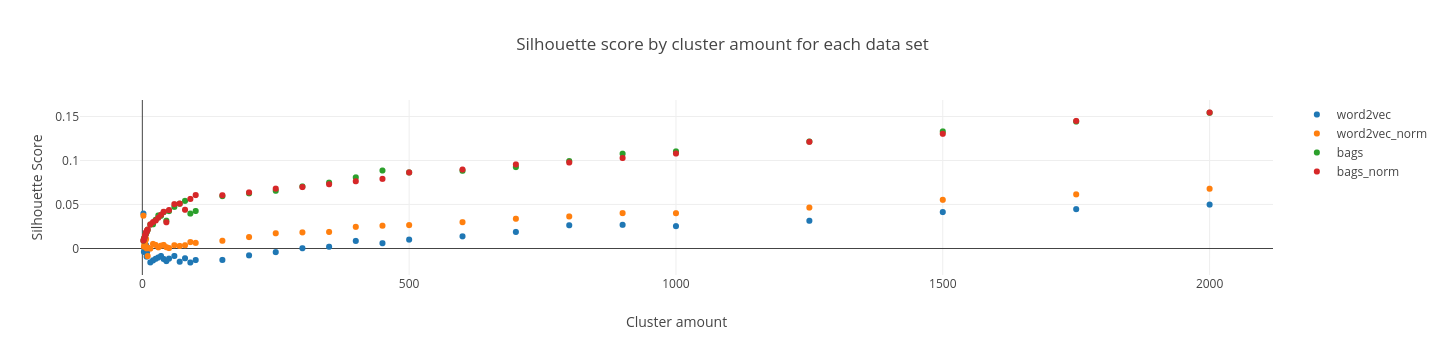 Silhouette score by cluster amount for each data set
Silhouette Score
0.15
0.1
0.05
0
0
500
1000
1500
2000
Cluster amount
word2vec
word2vec_norm
bags
bags_norm